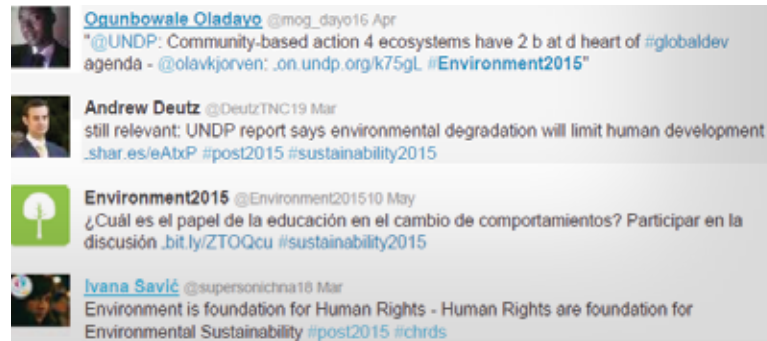 Ogunbowale Oladayo @mog_dayo16 Apr
"@UNDP: Community-based action 4 ecosystems have 2 b at d heart of #globaldev
agenda - @olavkjorven: .on.undp.org/k75gL #Environment2015"
Andrew Deutz @DeutzTNC19 Mar
still relevant: UNDP report says environmental degradation will limit human development
.shar.es/eAtxP #post2015 #sustainability2015
Environment2015 @Environment201510 May
¿Cuál es el papel de la educación en el cambio de comportamientos? Participar en la
discusión .bit.ly/ZTOQcu #sustainability2015
Ivana Savić @supersonichna18 Mar
Environment is foundation for Human Rights - Human Rights are foundation for
Environmental Sustainability #post2015 #chrds